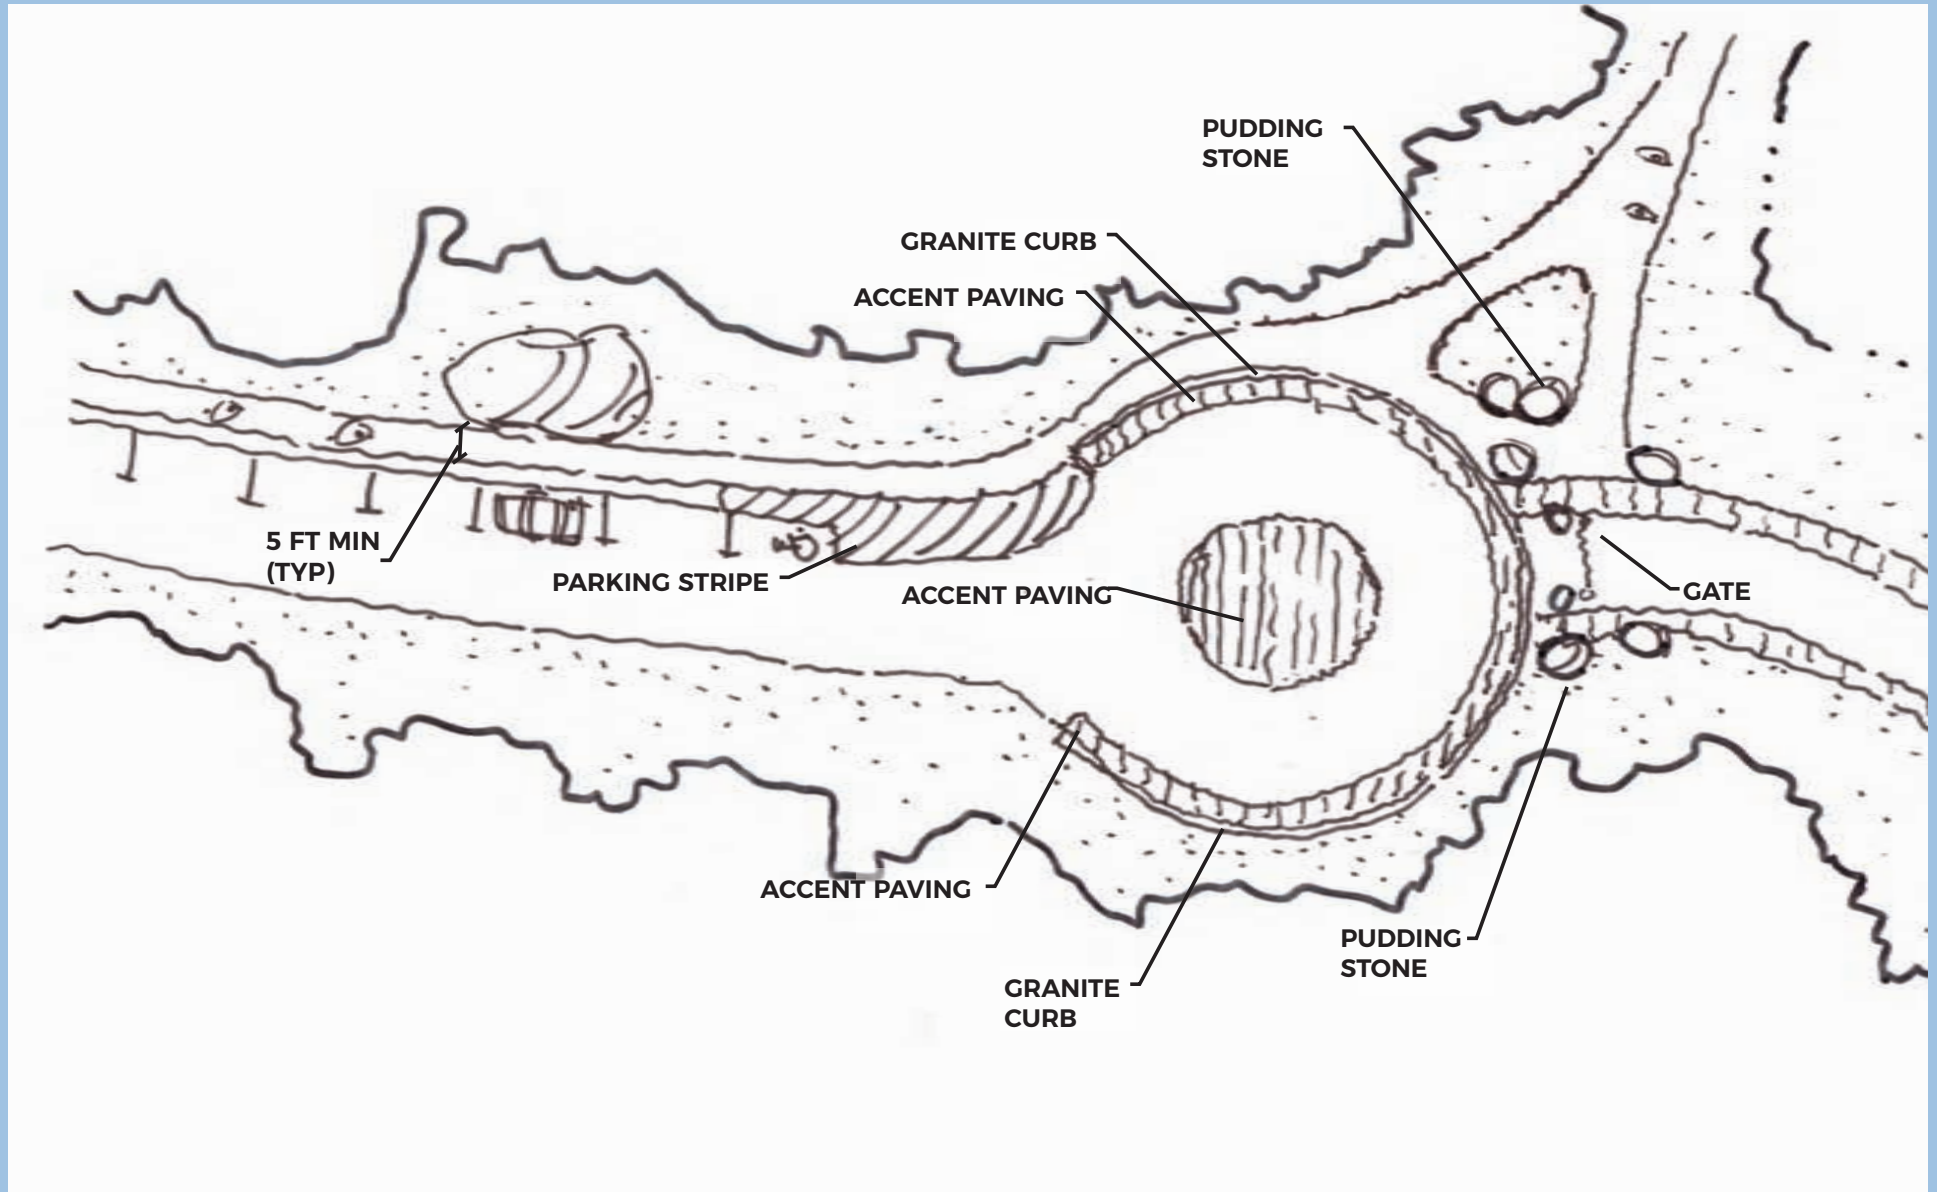 PUDDING
STONE
GRANITE CURB
ACCENT PAVING
5 FT MIN
(TYP)
PARKING STRIPE
ACCENT PAVING
GATE
ACCENT PAVING
PUDDING
STONE
GRANITE
CURB